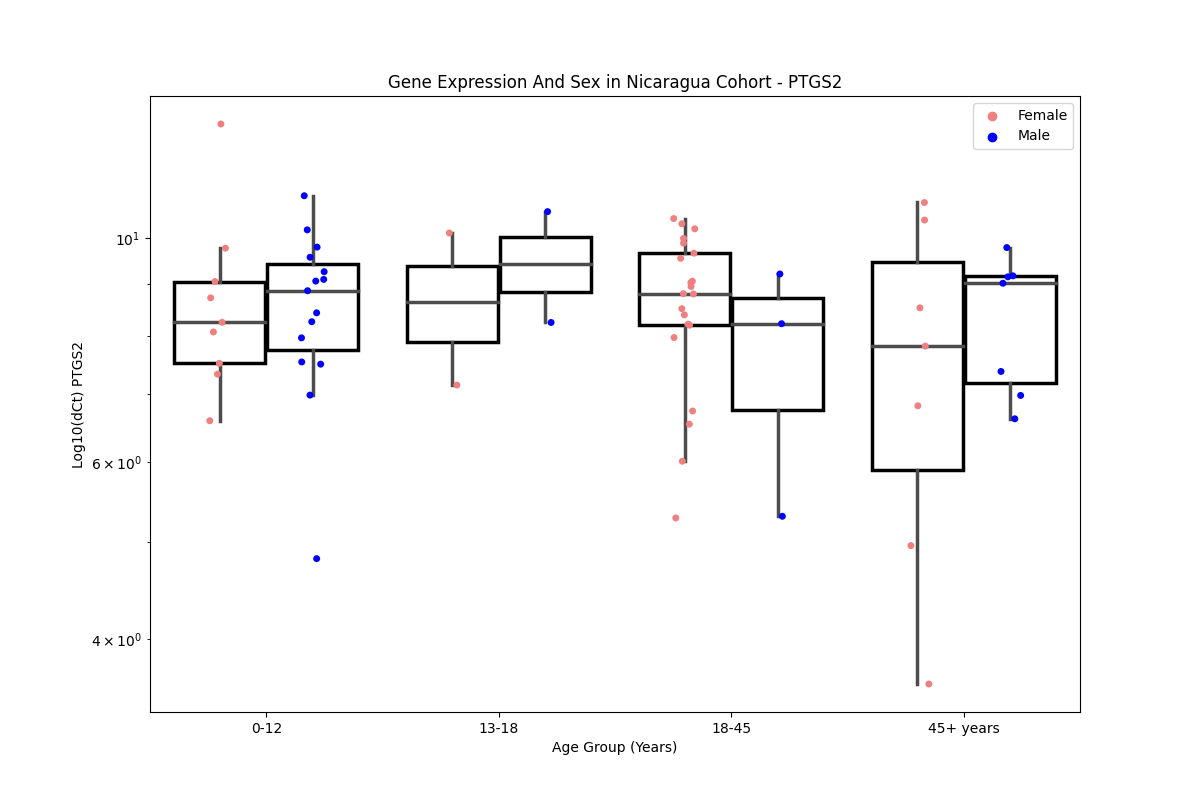 Gene Expression And Sex in Nicaragua Cohort - PTGS2
Female
Male
10¹
6 × 10⁰
4 × 10⁰
Log10(dCt) PTGS2
0-12
13-18
18-45
45+ years
Age Group (Years)